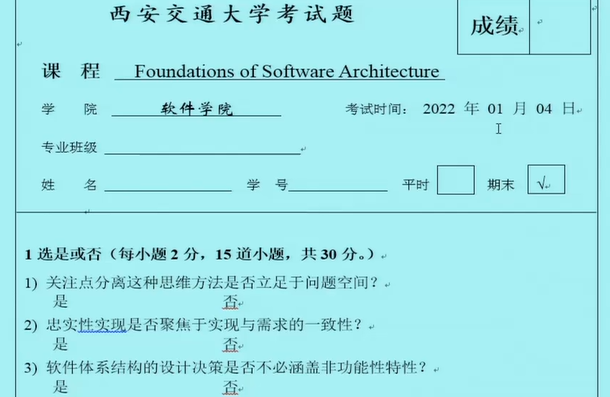 西安交通大学考试题
成绩
课 程 Foundations of Software Architecture
学 院 软件学院 考试时间： 2022 年 01 月 04 日
专业班级
姓 名 学 号 平时 期末 √
1 选是或否（每小题 2 分，15 道小题，共 30 分。）
1) 关注点分离这种思维方法是否立足于问题空间？
是 否
2) 忠实性实现是否聚焦于实现与需求的一致性？
是 否
3) 软件体系结构的设计决策是否不必涵盖非功能性特性？
是 否